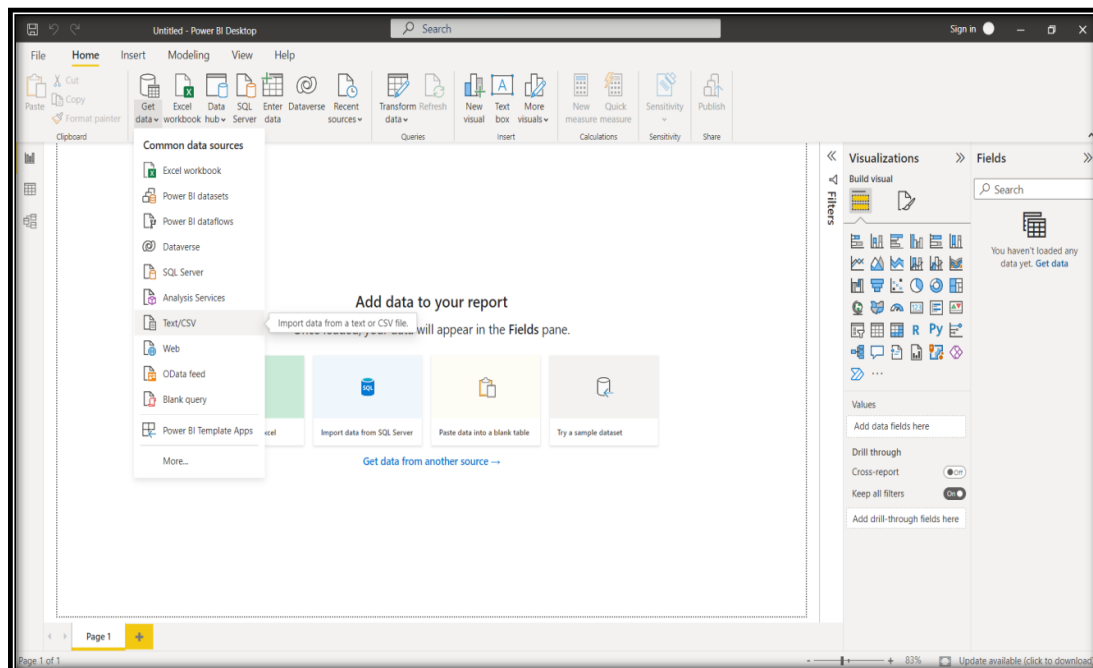 Untitled - Power BI Desktop
Search
Sign in
File Home Insert Modeling View Help
Paste
Cut
Copy
Format painter
Clipboard
Get data
Excel workbook
Data hub
SQL Server
Enter data
Dataverse
Recent sources
Transform data
Refresh
Queries
New visual
Text box
More visuals
Insert
New measure
Quick measure
Calculations
Sensitivity
Sensitivity
Publish
Share
Common data sources
Excel workbook
Power BI datasets
Power BI dataflows
Dataverse
SQL Server
Analysis Services
Text/CSV
Web
OData feed
Blank query
Power BI Template Apps
More...
Import data from a text or CSV file.
Add data to your report
will appear in the Fields pane.
SQL
Import data from SQL Server
Paste data into a blank table
Try a sample dataset
Get data from another source →
Filters
Visualizations
Build visual
R Py
123
Values
Add data fields here
Drill through
Cross-report
Off
Keep all filters
On
Add drill-through fields here
Fields
Search
You haven't loaded any
data yet. Get data
Page 1
Page 1 of 1
- + 83%
Update available (click to download)